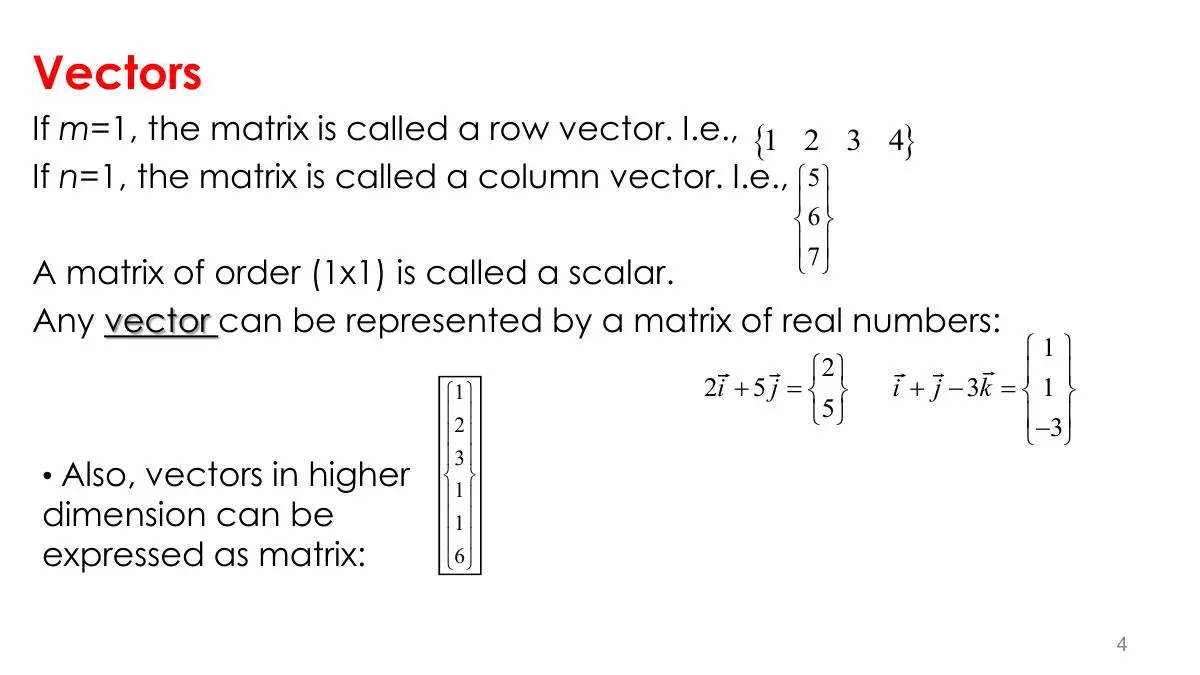 Vectors
If m=1, the matrix is called a row vector. I.e., {1 2 3 4}
If n=1, the matrix is called a column vector. I.e.,
{5
6
7}
A matrix of order (1x1) is called a scalar.
Any vector can be represented by a matrix of real numbers:
2i⃗ + 5j⃗ = {2
5}
i⃗ + j⃗ − 3k⃗ = {1
1
−3}
• Also, vectors in higher
dimension can be
expressed as matrix:
{1
2
3
1
1
6}
4